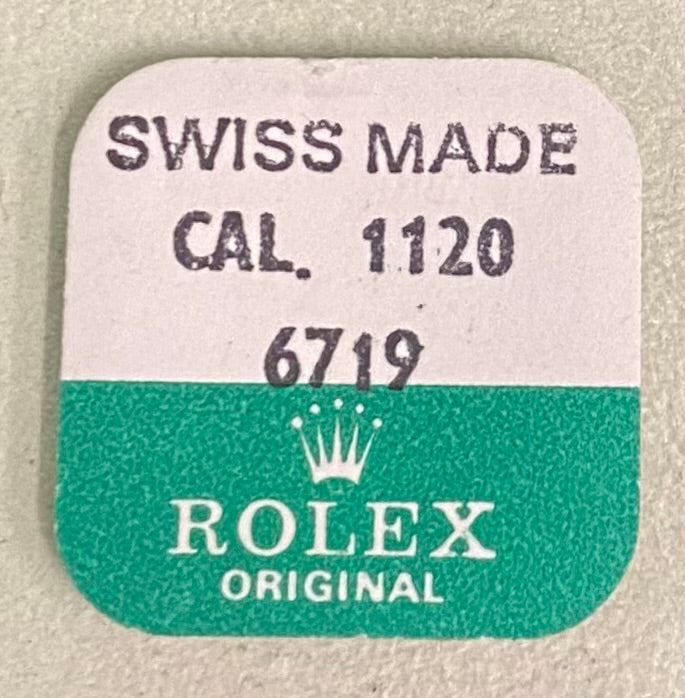 SWISS MADE
CAL. 1120
6719
ROLEX
ORIGINAL